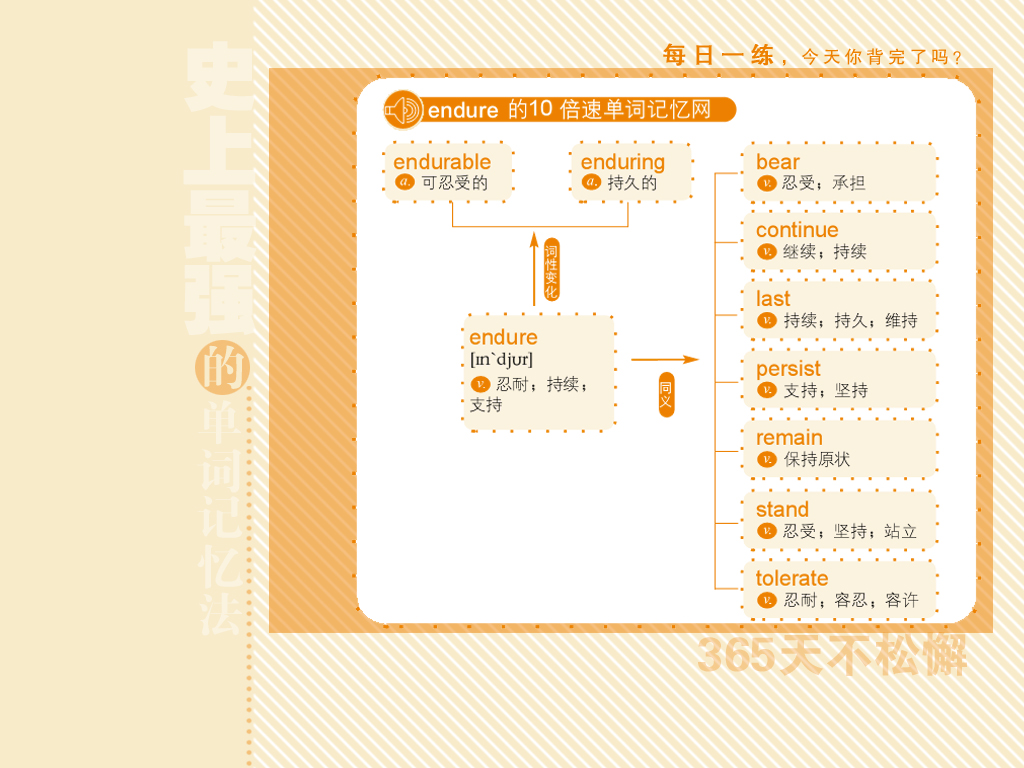 每日一练，今天你背完了吗?
史上最强的单词记忆法
endure 的10 倍速单词记忆网
endurable
a. 可忍受的
enduring
a. 持久的
词性变化
endure
[ɪn`djʊr]
v. 忍耐；持续；
支持
同义
bear
v. 忍受；承担
continue
v. 继续；持续
last
v. 持续；持久；维持
persist
v. 支持；坚持
remain
v. 保持原状
stand
v. 忍受；坚持；站立
tolerate
v. 忍耐；容忍；容许
365天不松懈